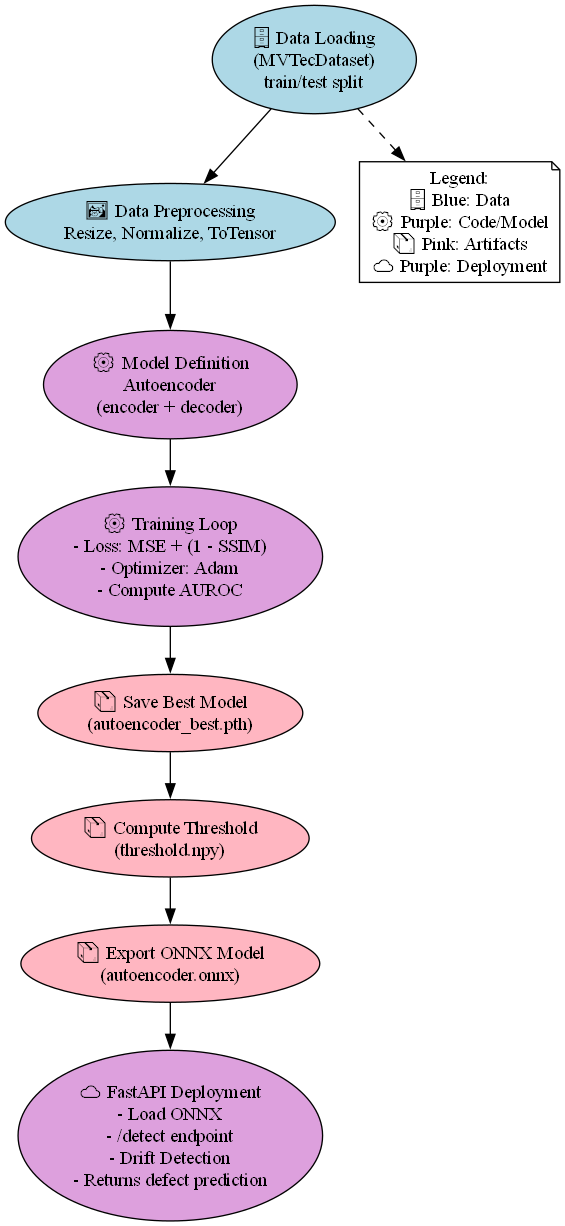 🗄 Data Loading
(MVTecDataset)
train/test split
Legend:
🗄 Blue: Data
⚙ Purple: Code/Model
📦 Pink: Artifacts
☁ Purple: Deployment
🖼 Data Preprocessing
Resize, Normalize, ToTensor
⚙ Model Definition
Autoencoder
(encoder + decoder)
⚙ Training Loop
- Loss: MSE + (1 - SSIM)
- Optimizer: Adam
- Compute AUROC
📦 Save Best Model
(autoencoder_best.pth)
📦 Compute Threshold
(threshold.npy)
📦 Export ONNX Model
(autoencoder.onnx)
☁ FastAPI Deployment
- Load ONNX
- /detect endpoint
- Drift Detection
- Returns defect prediction